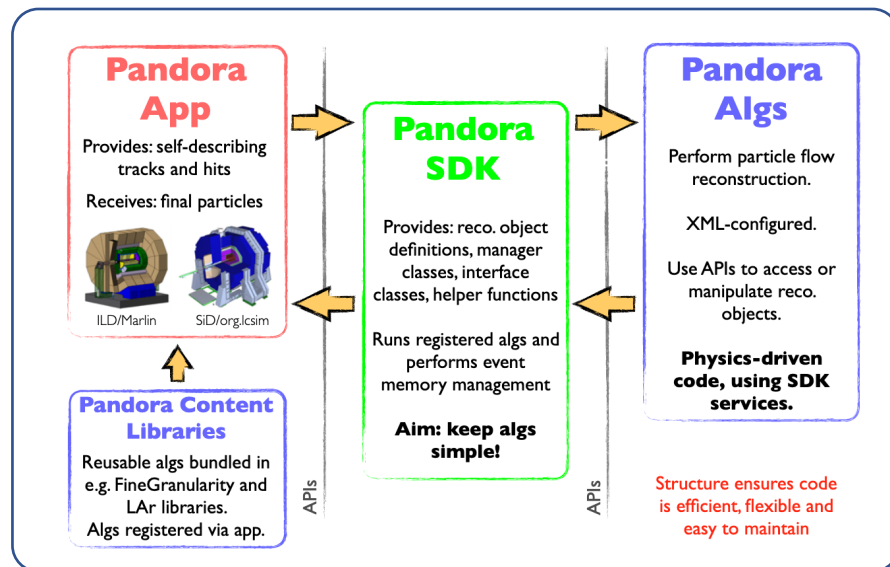 Pandora
App
Provides: self-describing
tracks and hits
Receives: final particles
ILD/Marlin
SiD/org.lcsim
Pandora Content
Libraries
Reusable algs bundled in
e.g. FineGranularity and
LAr libraries.
Algs registered via app.
APIs
Pandora
SDK
Provides: reco. object
definitions, manager
classes, interface
classes, helper functions
Runs registered algs and
performs event
memory management
Aim: keep algs
simple!
APIs
Pandora
Algs
Perform particle flow
reconstruction.
XML-configured.
Use APIs to access or
manipulate reco.
objects.
Physics-driven
code, using SDK
services.
Structure ensures code
is efficient, flexible and
easy to maintain